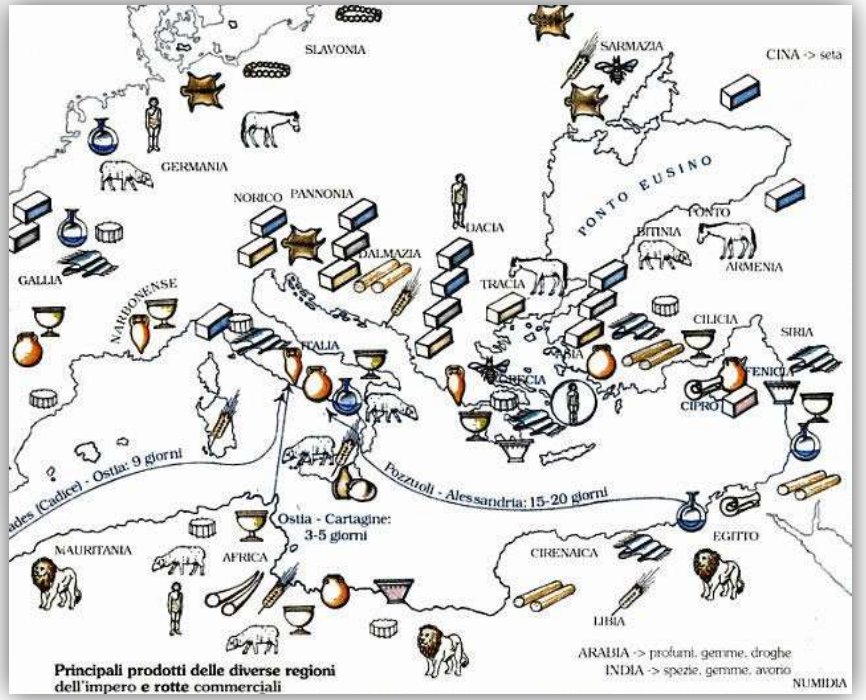 SLAVONIA
SARMAZIA
CINA -> seta
GERMANIA
PONTO EUSINO
NORICO
PANNONIA
DACIA
PONTO
BITINIA
ARMENIA
DALMAZIA
GALLIA
NARBONENSE
TRACIA
CILICIA
SIRIA
ITALIA
ASIA
FENICIA
GRECIA
CIPRO
ades (Cadice) - Ostia: 9 giorni
Pozzuoli - Alessandria: 15-20 giorni
Ostia - Cartagine:
3-5 giorni
MAURITANIA
AFRICA
CIRENAICA
EGITTO
LIBIA
ARABIA -> profumi, gemme, droghe
INDIA -> spezie, gemme, avorio
Principali prodotti delle diverse regioni
dell'impero e rotte commerciali
NUMIDIA